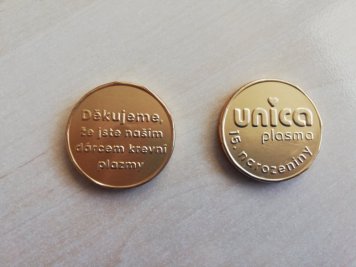 Děkujeme,
že jste naším
dárcem krevní
plazmy
unica
plasma
15. narozeniny